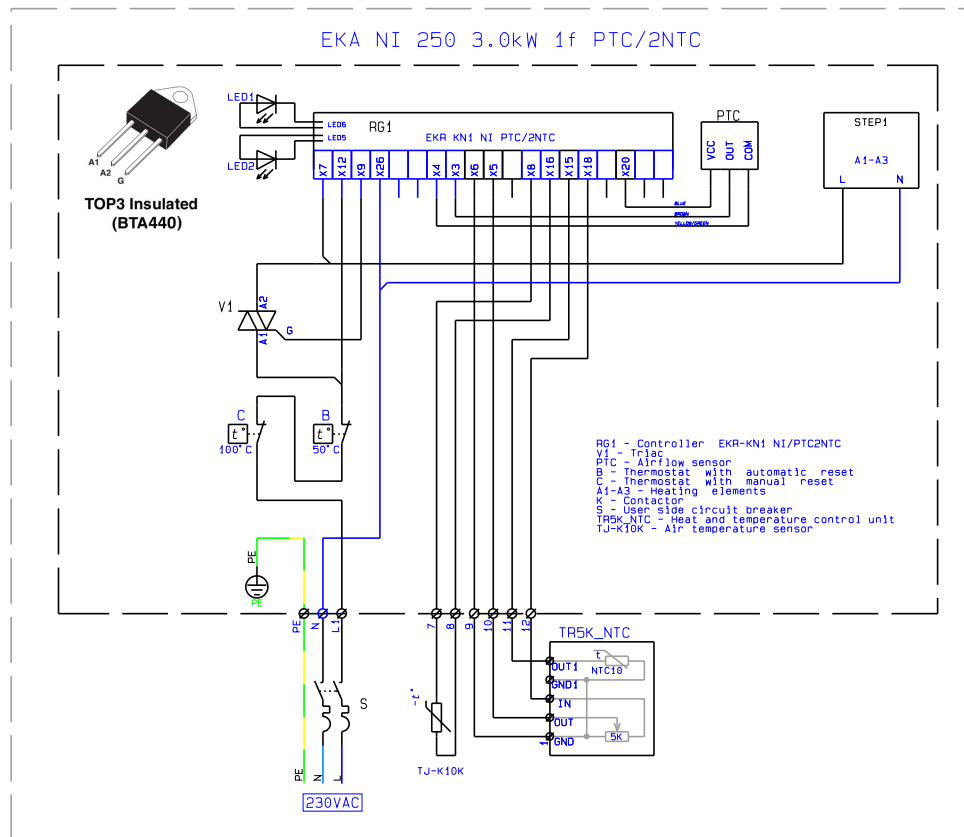 EKA NI 250 3.0kW 1f PTC/2NTC
A1
A2
G
TOP3 Insulated
(BTA440)
LED1
LED2
LED6
LED5
RG1
EKR KN1 NI PTC/2NTC
X7
X12
X9
X26
X4
X3
X6
X5
X8
X16
X15
X18
X20
PTC
VCC
OUT
COM
BLUE
BROWN
YELLOW/GREEN
STEP1
A1-A3
L
N
V1
A2
A1
G
C
t°
100°C
B
t°
50°C
RG1 - Controller EKR-KN1 NI/PTC2NTC
V1 - Triac
PTC - Airflow sensor
B - Thermostat with automatic reset
C - Thermostat with manual reset
A1-A3 - Heating elements
K - Contactor
S - User side circuit breaker
TR5K_NTC - Heat and temperature control unit
TJ-K10K - Air temperature sensor
PE
PE
PE
N
L1
7
8
9
10
11
12
S
PE
N
L
230VAC
-t°
TJ-K10K
TR5K_NTC
t
NTC10
OUT1
GND1
IN
OUT
5K
1
GND